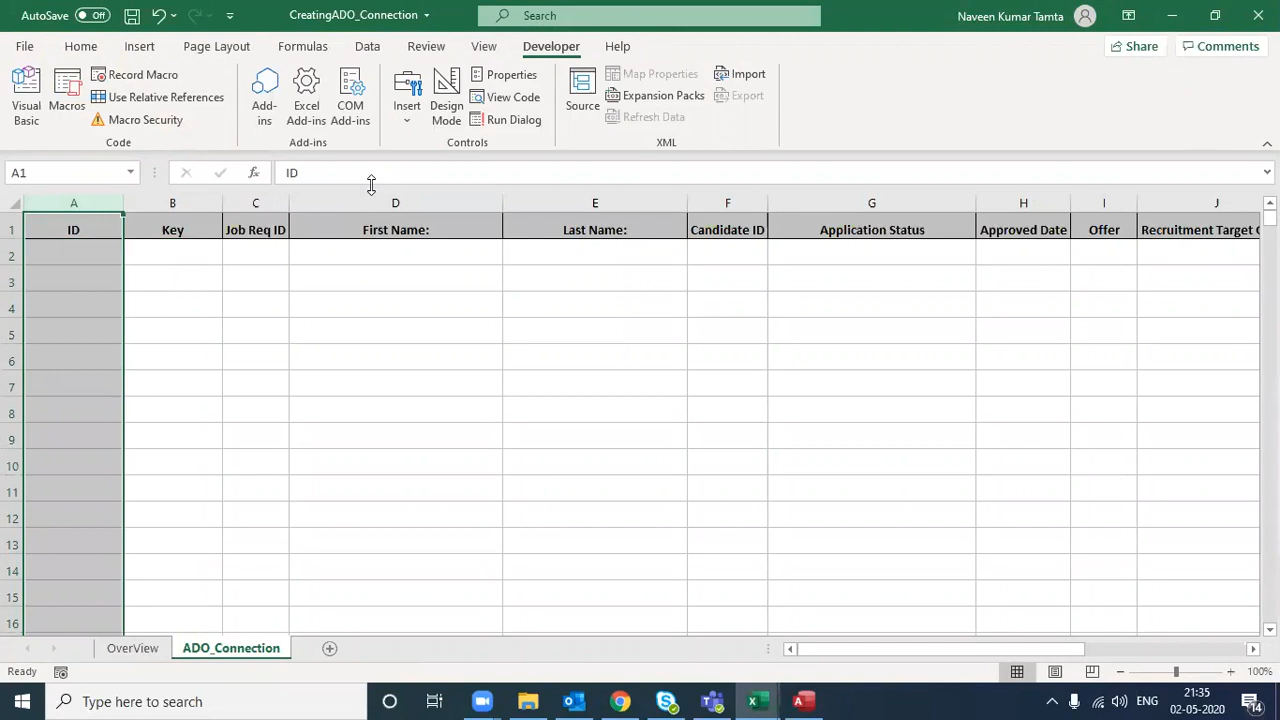 AutoSave Off CreatingADO_Connection Search Naveen Kumar Tamta
File Home Insert Page Layout Formulas Data Review View Developer Help Share Comments
Visual Basic
Macros
Record Macro
Use Relative References
Macro Security
Code
Add-ins
Excel Add-ins
COM Add-ins
Add-ins
Insert
Design Mode
Properties
View Code
Run Dialog
Controls
Source
Map Properties
Expansion Packs
Refresh Data
Import
Export
XML
A1 fx ID
A B C D E F G H I J
1 ID Key Job Req ID First Name: Last Name: Candidate ID Application Status Approved Date Offer Recruitment Target
2
3
4
5
6
7
8
9
10
11
12
13
14
15
16
OverView ADO_Connection
Ready 100%
Type here to search ENG 21:35
02-05-2020 14